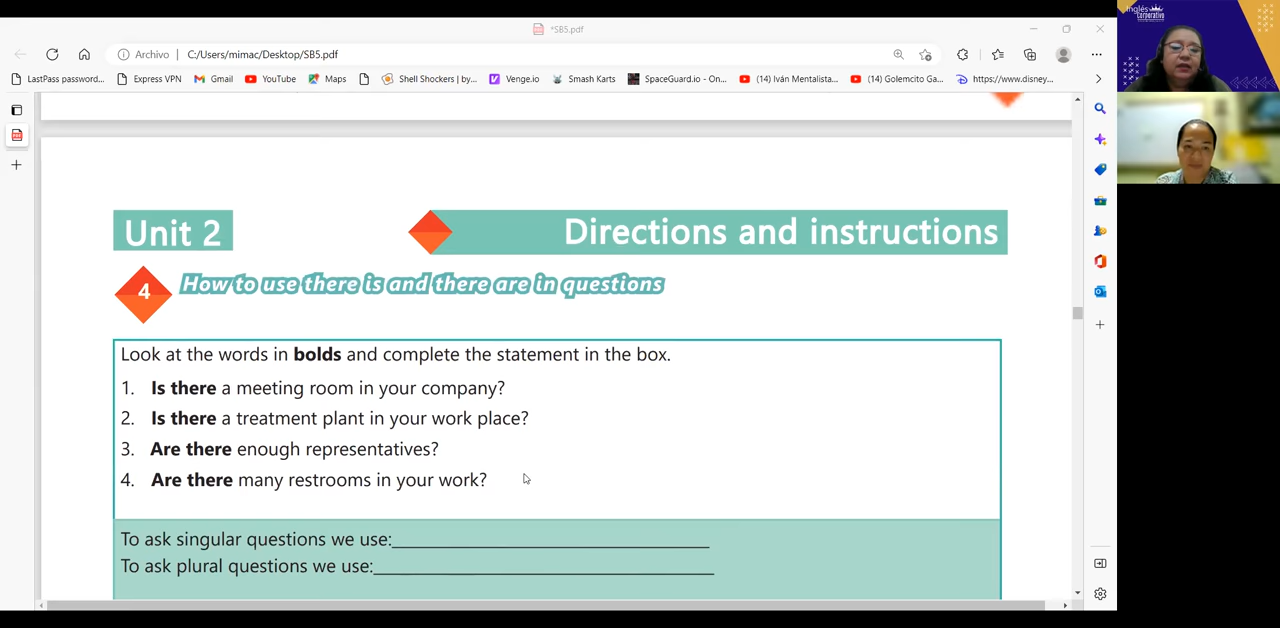 *SB5.pdf
Archivo
C:/Users/mimac/Desktop/SB5.pdf
LastPass password...
Express VPN
Gmail
YouTube
Maps
Shell Shockers | by...
Venge.io
Smash Karts
SpaceGuard.io - On...
(14) Iván Mentalista...
(14) Golemcito Ga...
https://www.disney...
Inglés
Corporativo
Unit 2
Directions and instructions
4
How to use there is and there are in questions
Look at the words in bolds and complete the statement in the box.
1. Is there a meeting room in your company?
2. Is there a treatment plant in your work place?
3. Are there enough representatives?
4. Are there many restrooms in your work?
To ask singular questions we use:
To ask plural questions we use: